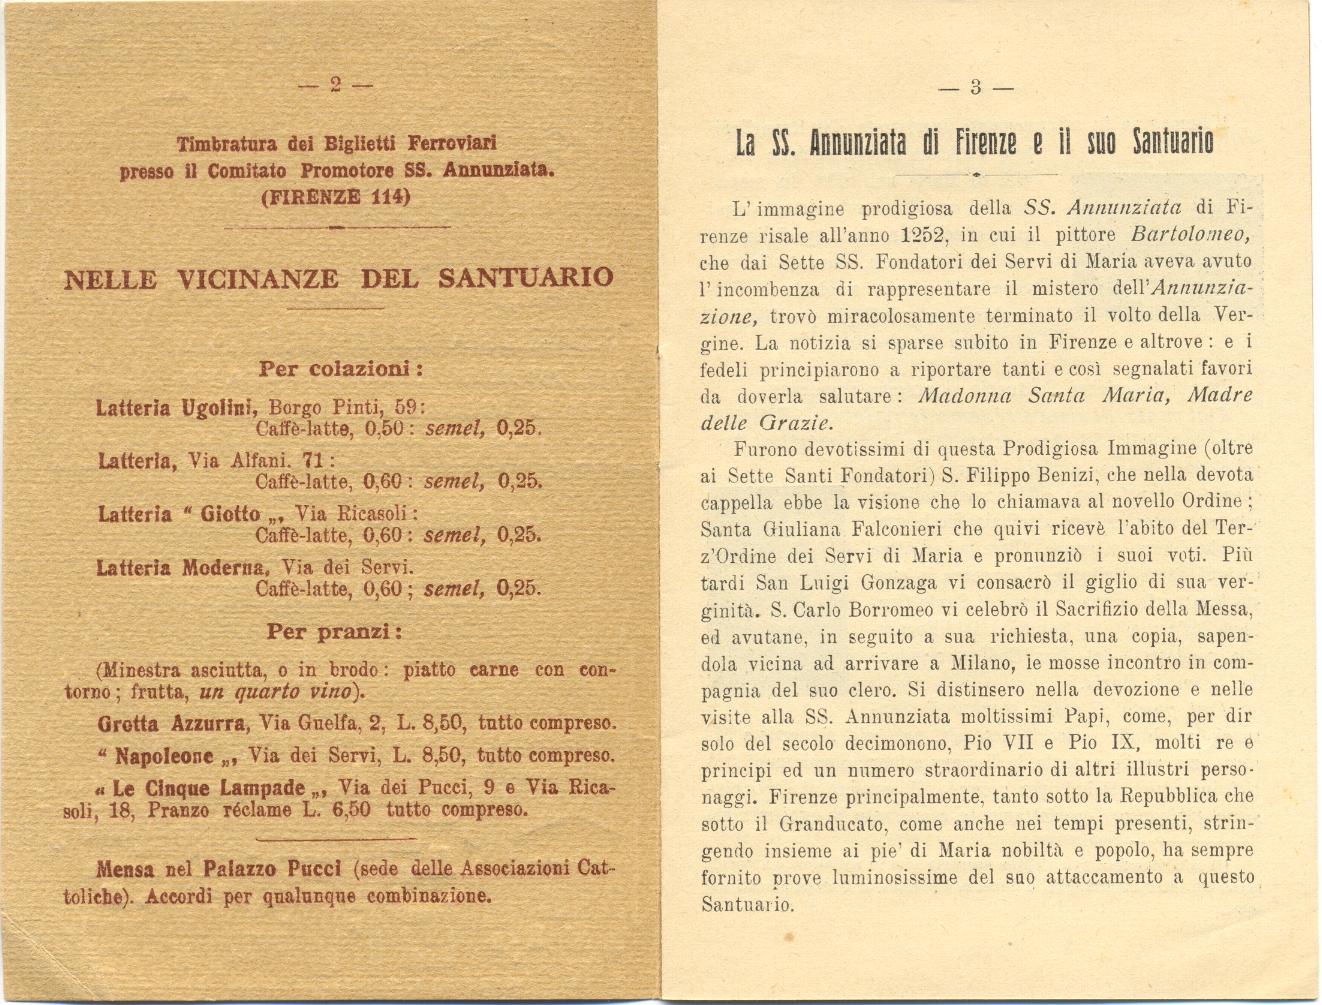 — 2 —
Timbratura dei Biglietti Ferroviari
presso il Comitato Promotore SS. Annunziata.
(FIRENZE 114)
NELLE VICINANZE DEL SANTUARIO
Per colazioni :
Latteria Ugolini, Borgo Pinti, 59:
Caffè-latte, 0,50 : semel, 0,25.
Latteria, Via Alfani. 71 :
Caffè-latte, 0,60 : semel, 0,25.
Latteria “ Giotto „, Via Ricasoli :
Caffè-latte, 0,60 : semel, 0,25.
Latteria Moderna, Via dei Servi.
Caffè-latte, 0,60 ; semel, 0,25.
Per pranzi :
(Minestra asciutta, o in brodo : piatto carne con con-
torno ; frutta, un quarto vino).
Grotta Azzurra, Via Guelfa, 2, L. 8,50, tutto compreso.
“ Napoleone „, Via dei Servi, L. 8,50, tutto compreso.
“ Le Cinque Lampade „, Via dei Pucci, 9 e Via Rica-
soli, 18, Pranzo réclame L. 6,50 tutto compreso.
Mensa nel Palazzo Pucci (sede delle Associazioni Cat-
toliche). Accordi per qualunque combinazione.
— 3 —
La SS. Annunziata di Firenze e il suo Santuario
L' immagine prodigiosa della SS. Annunziata di Fi-
renze risale all'anno 1252, in cui il pittore Bartolomeo,
che dai Sette SS. Fondatori dei Servi di Maria aveva avuto
l' incombenza di rappresentare il mistero dell'Annunzia-
zione, trovò miracolosamente terminato il volto della Ver-
gine. La notizia si sparse subito in Firenze e altrove : e i
fedeli principiarono a riportare tanti e così segnalati favori
da doverla salutare : Madonna Santa Maria, Madre
delle Grazie.
Furono devotissimi di questa Prodigiosa Immagine (oltre
ai Sette Santi Fondatori) S. Filippo Benizi, che nella devota
cappella ebbe la visione che lo chiamava al novello Ordine ;
Santa Giuliana Falconieri che quivi ricevè l'abito del Ter-
z'Ordine dei Servi di Maria e pronunziò i suoi voti. Più
tardi San Luigi Gonzaga vi consacrò il giglio di sua ver-
ginità. S. Carlo Borromeo vi celebrò il Sacrifizio della Messa,
ed avutane, in seguito a sua richiesta, una copia, sapen-
dola vicina ad arrivare a Milano, le mosse incontro in com-
pagnia del suo clero. Si distinsero nella devozione e nelle
visite alla SS. Annunziata moltissimi Papi, come, per dir
solo del secolo decimonono, Pio VII e Pio IX, molti re e
principi ed un numero straordinario di altri illustri perso-
naggi. Firenze principalmente, tanto sotto la Repubblica che
sotto il Granducato, come anche nei tempi presenti, strin-
gendo insieme ai pie' di Maria nobiltà e popolo, ha sempre
fornito prove luminosissime del suo attaccamento a questo
Santuario.